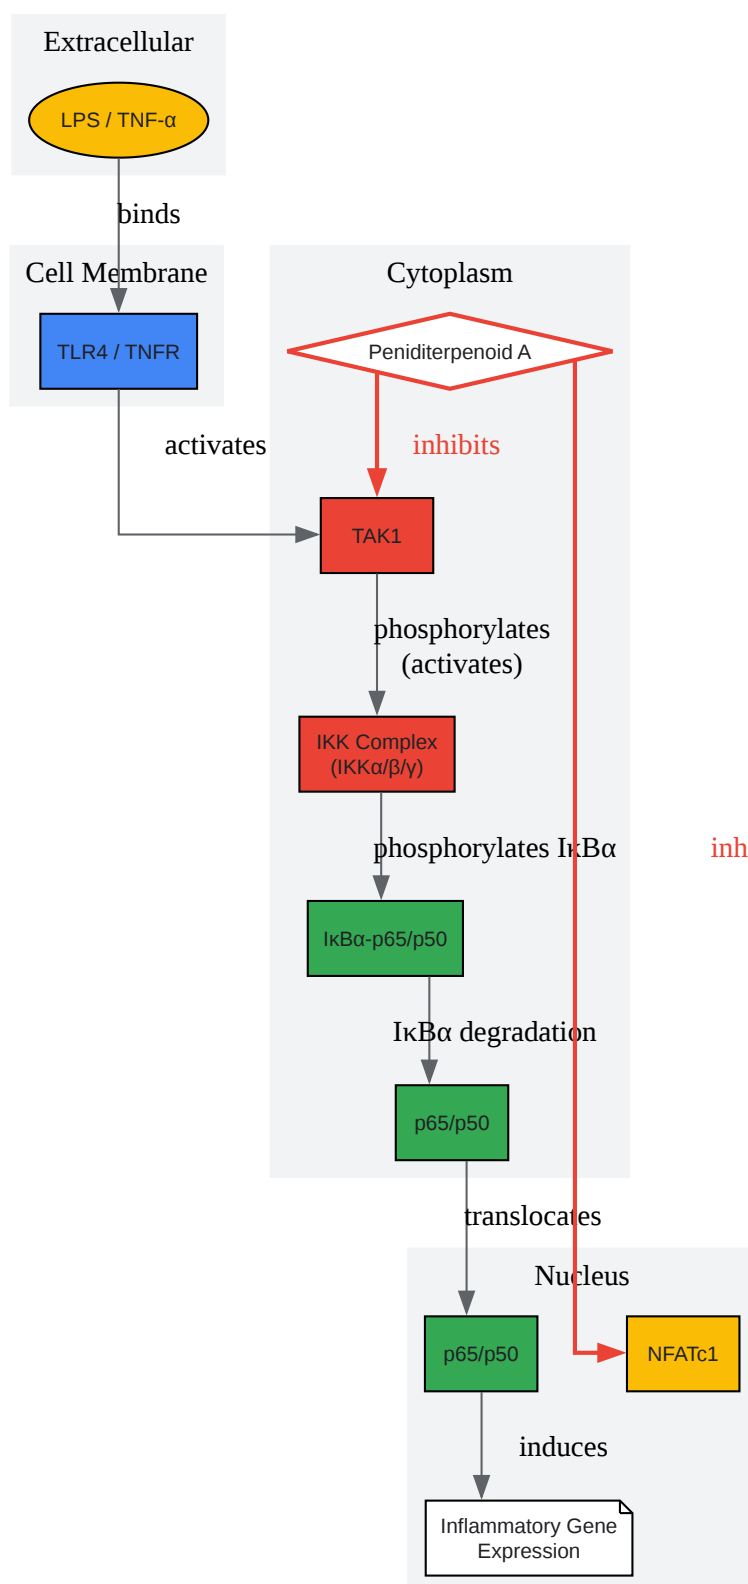 Extracellular
LPS / TNF-α
binds
Cell Membrane
Cytoplasm
TLR4 / TNFR
Peniditerpenoid A
activates
inhibits
TAK1
phosphorylates
(activates)
IKK Complex
(IKKα/β/γ)
phosphorylates IκBα
inh
IκBα-p65/p50
IκBα degradation
p65/p50
translocates
Nucleus
p65/p50
NFATc1
induces
Inflammatory Gene
Expression